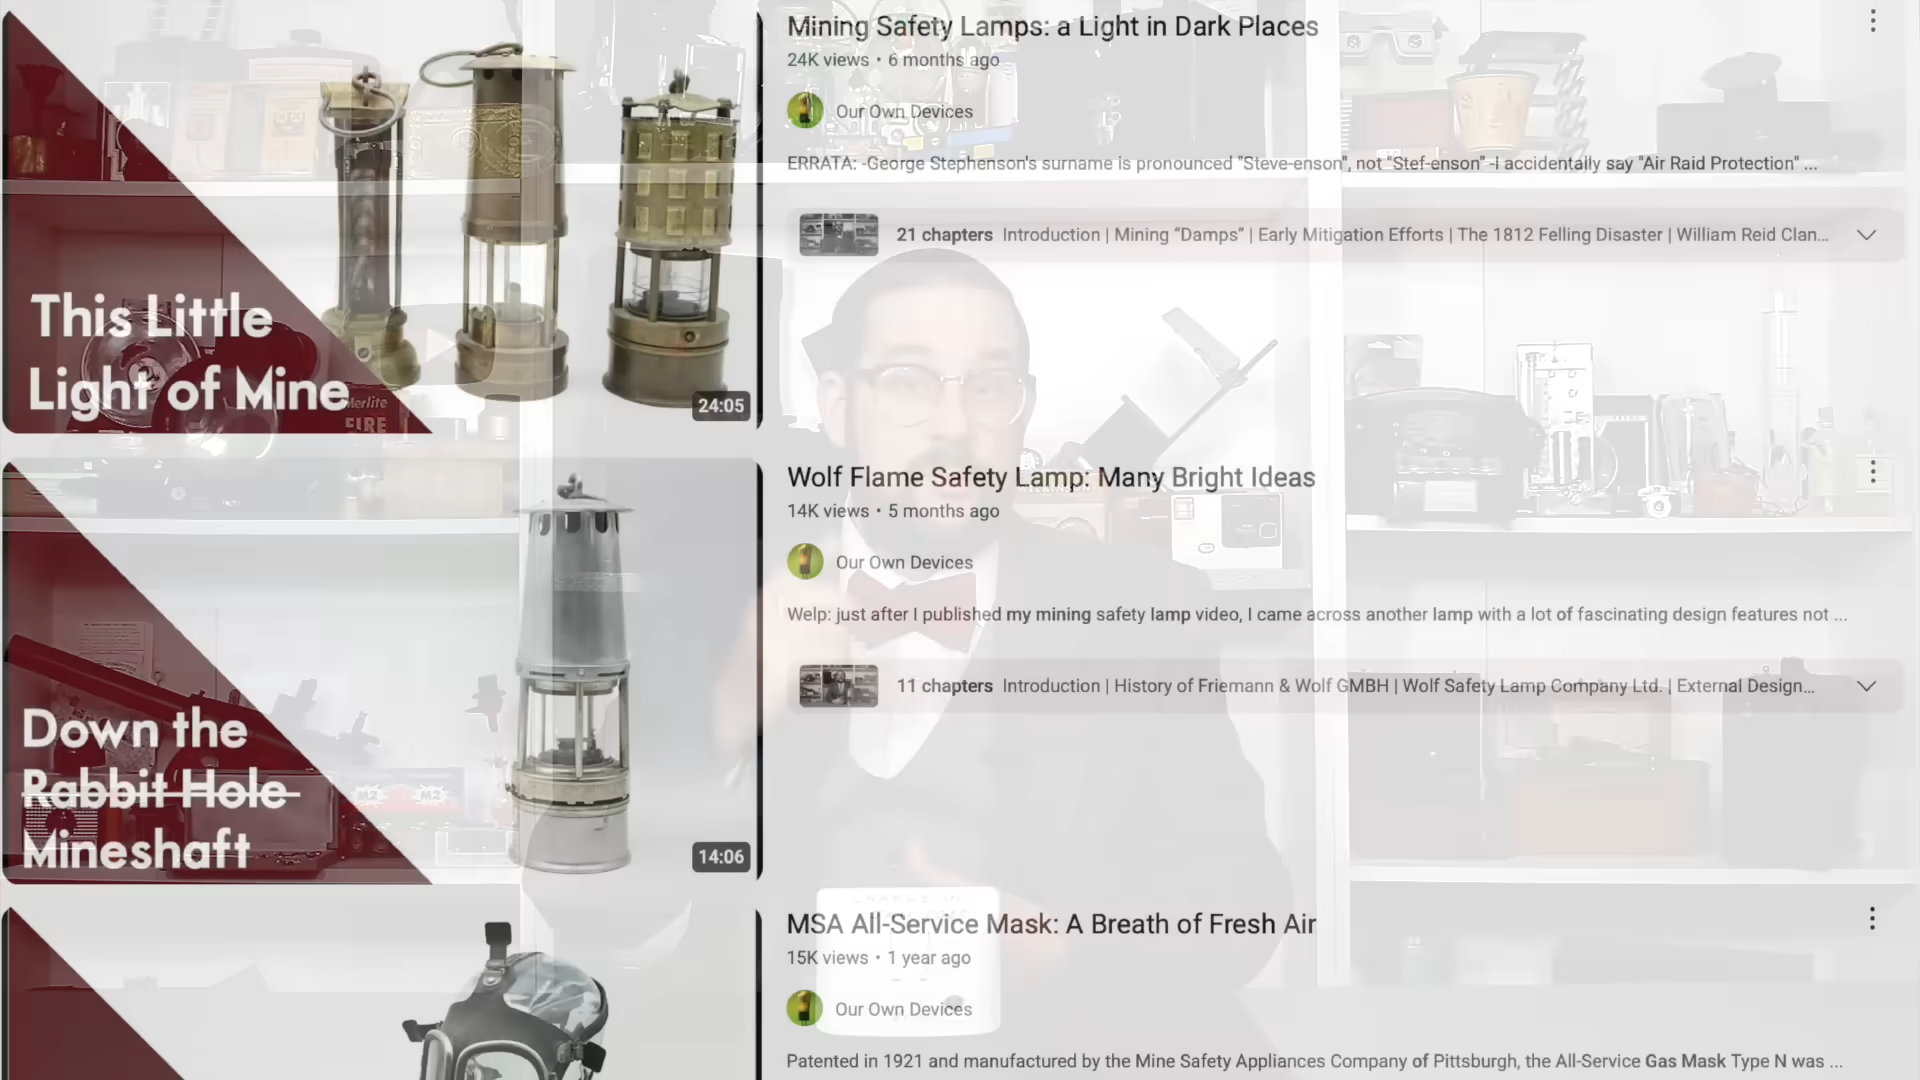 Mining Safety Lamps: a Light in Dark Places
24K views • 6 months ago
Our Own Devices
ERRATA: -George Stephenson's surname is pronounced "Steve-enson", not "Stef-enson" -I accidentally say "Air Raid Protection" ...
21 chapters Introduction | Mining “Damps” | Early Mitigation Efforts | The 1812 Felling Disaster | William Reid Clan...
This Little
Light of Mine
Merlite
FIRE
24:05
Wolf Flame Safety Lamp: Many Bright Ideas
14K views • 5 months ago
Our Own Devices
Welp: just after I published my mining safety lamp video, I came across another lamp with a lot of fascinating design features not ...
11 chapters Introduction | History of Friemann & Wolf GMBH | Wolf Safety Lamp Company Ltd. | External Design...
Down the
Rabbit Hole
Mineshaft
M2 M2
14:06
MSA All-Service Mask: A Breath of Fresh Air
15K views • 1 year ago
Our Own Devices
Patented in 1921 and manufactured by the Mine Safety Appliances Company of Pittsburgh, the All-Service Gas Mask Type N was ...